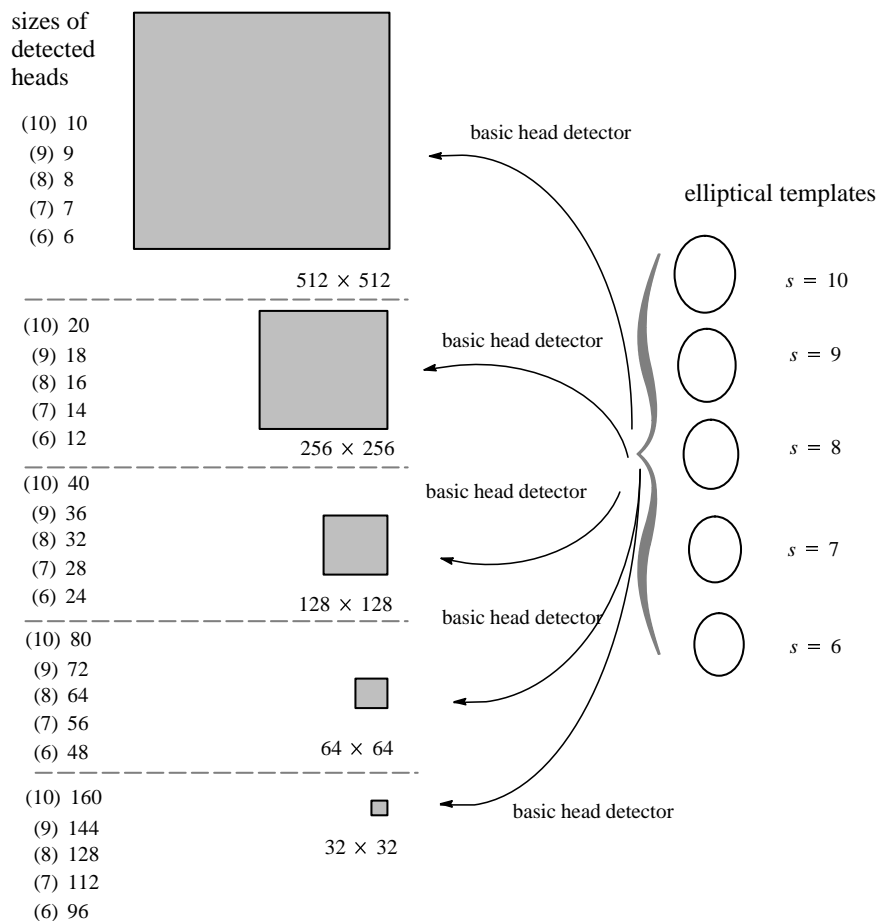 sizes of
detected
heads
(10) 10
(9) 9
(8) 8
(7) 7
(6) 6
512 × 512
basic head detector
elliptical templates
s = 10
s = 9
s = 8
s = 7
s = 6
(10) 20
(9) 18
(8) 16
(7) 14
(6) 12
256 × 256
basic head detector
(10) 40
(9) 36
(8) 32
(7) 28
(6) 24
128 × 128
basic head detector
(10) 80
(9) 72
(8) 64
(7) 56
(6) 48
64 × 64
basic head detector
(10) 160
(9) 144
(8) 128
(7) 112
(6) 96
32 × 32
basic head detector